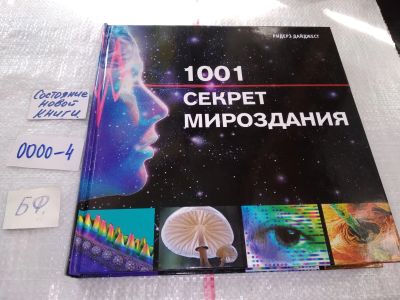 РИДЕРЗ ДАЙДЖЕСТ
1001
СЕКРЕТ
МИРОЗДАНИЯ
Состояние
новой
книги
0000-4
БФ.